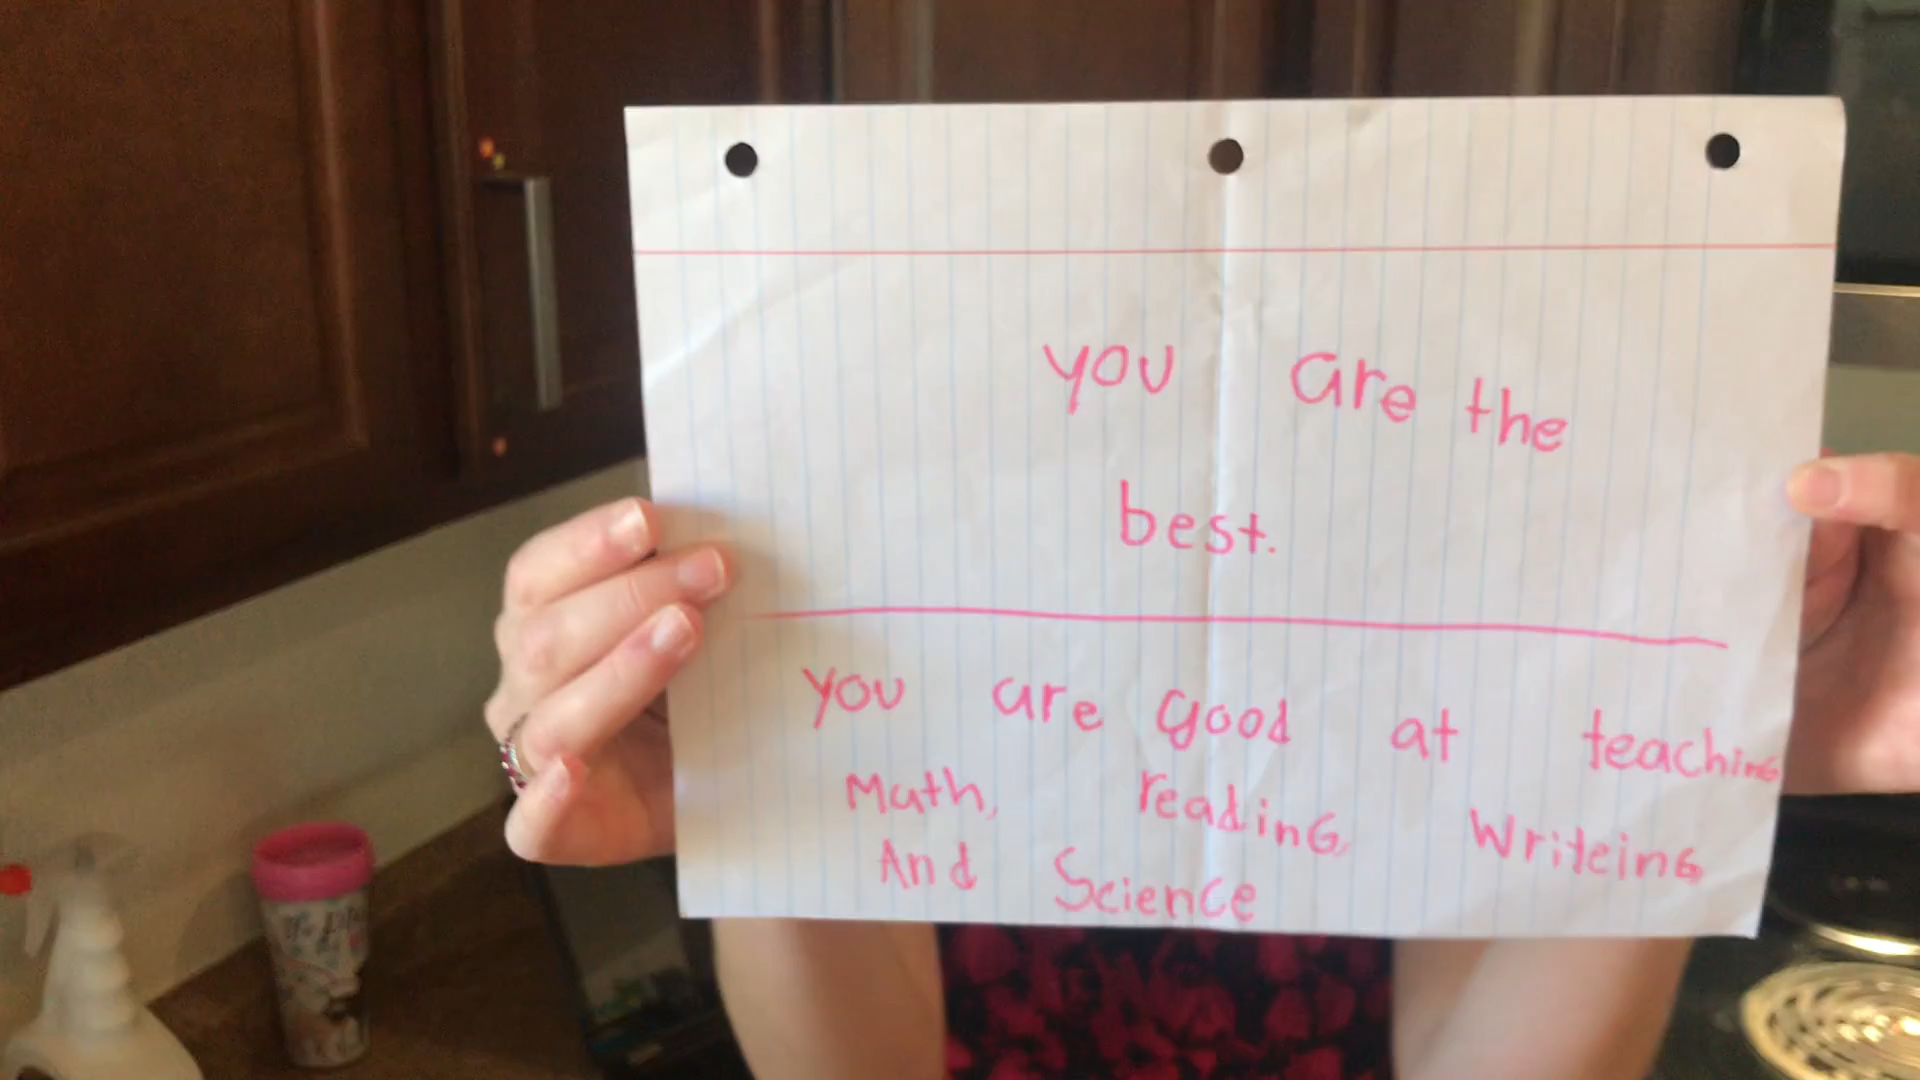 you are the
best.
you are good at teaching
Math, reading, Writeing
And Science